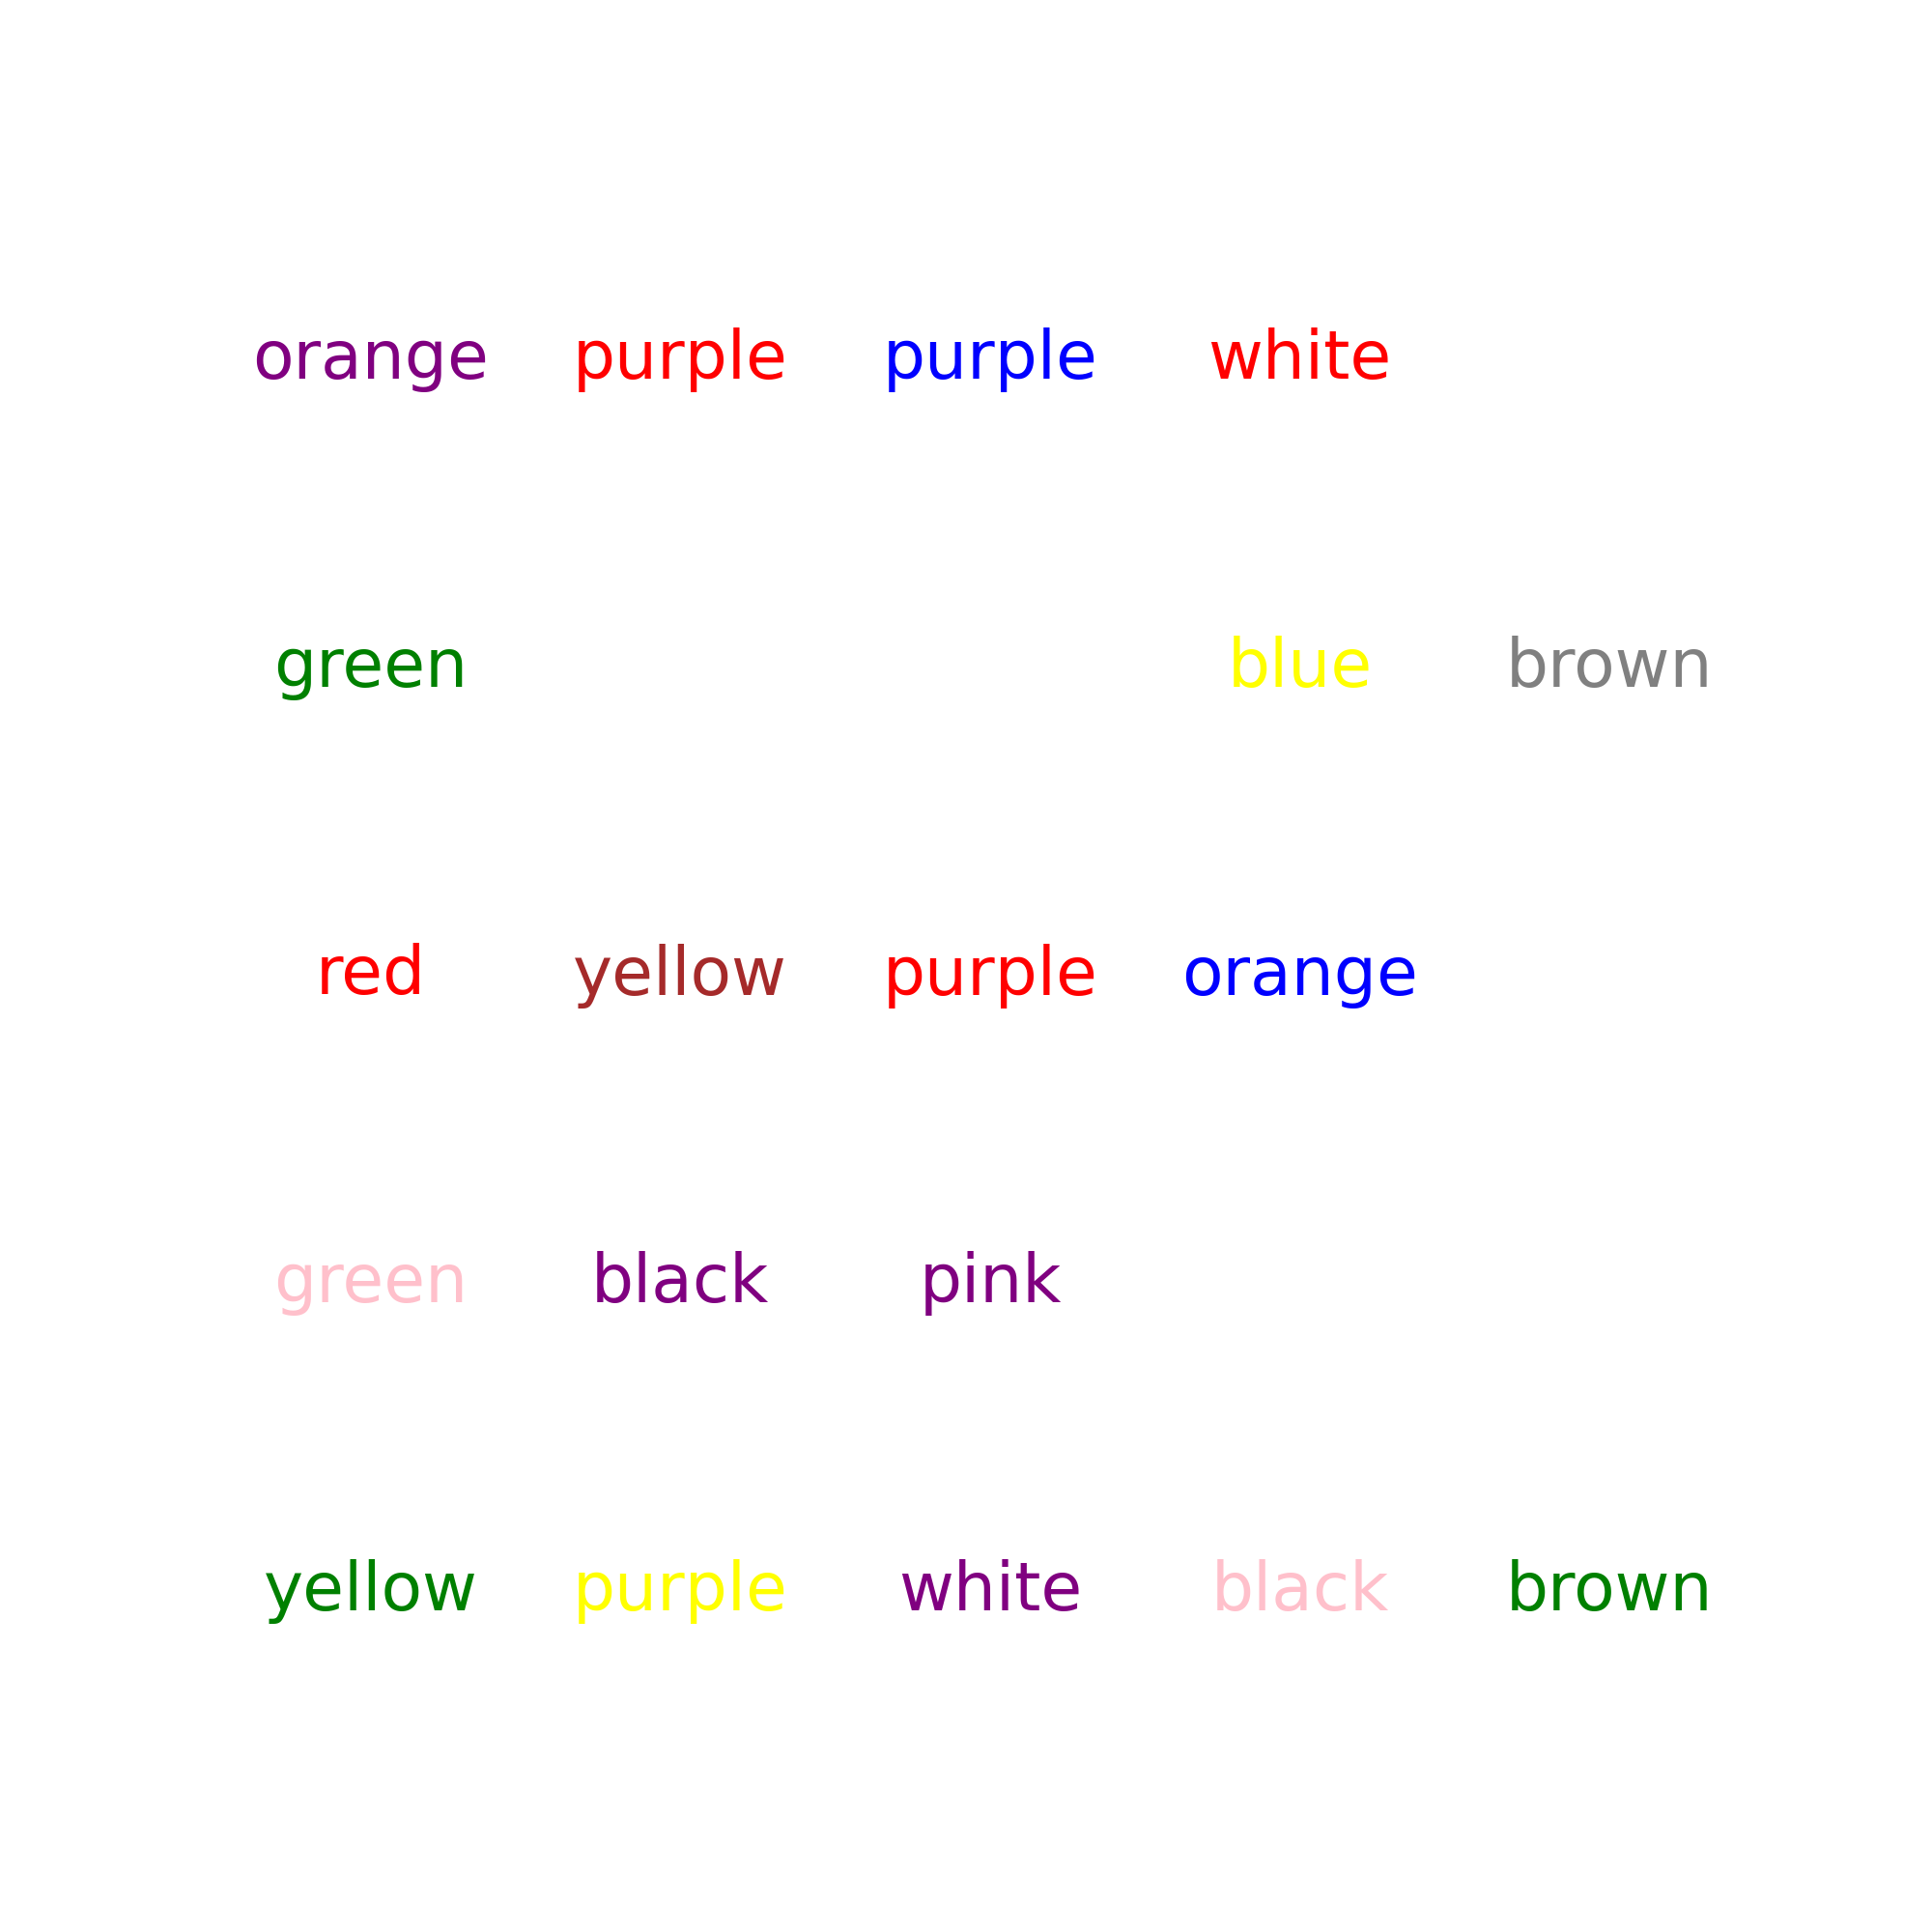 orange purple purple white
green blue brown
red yellow purple orange
green black pink
yellow purple white black brown